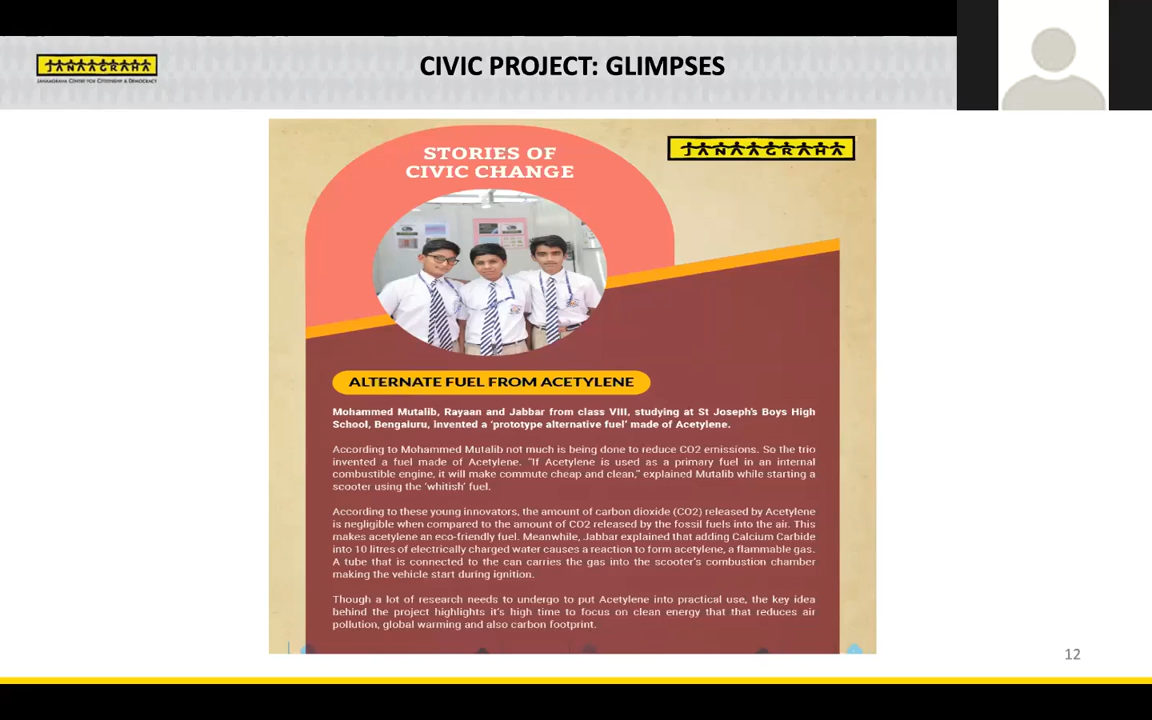 JANAAGRAHA
JANAAGRAHA CENTRE FOR CITIZENSHIP & DEMOCRACY
CIVIC PROJECT: GLIMPSES
STORIES OF
CIVIC CHANGE
JANAAGRAHA
ALTERNATE FUEL FROM ACETYLENE
Mohammed Mutalib, Rayaan and Jabbar from class VIII, studying at St Joseph's Boys High
School, Bengaluru, invented a 'prototype alternative fuel' made of Acetylene.
According to Mohammed Mutalib not much is being done to reduce CO2 emissions. So the trio
invented a fuel made of Acetylene. "If Acetylene is used as a primary fuel in an internal
combustible engine, it will make commute cheap and clean," explained Mutalib while starting a
scooter using the 'whitish' fuel.
According to these young innovators, the amount of carbon dioxide (CO2) released by Acetylene
is negligible when compared to the amount of CO2 released by the fossil fuels into the air. This
makes acetylene an eco-friendly fuel. Meanwhile, Jabbar explained that adding Calcium Carbide
into 10 litres of electrically charged water causes a reaction to form acetylene, a flammable gas.
A tube that is connected to the can carries the gas into the scooter's combustion chamber
making the vehicle start during ignition.
Though a lot of research needs to undergo to put Acetylene into practical use, the key idea
behind the project highlights it's high time to focus on clean energy that that reduces air
pollution, global warming and also carbon footprint.
12